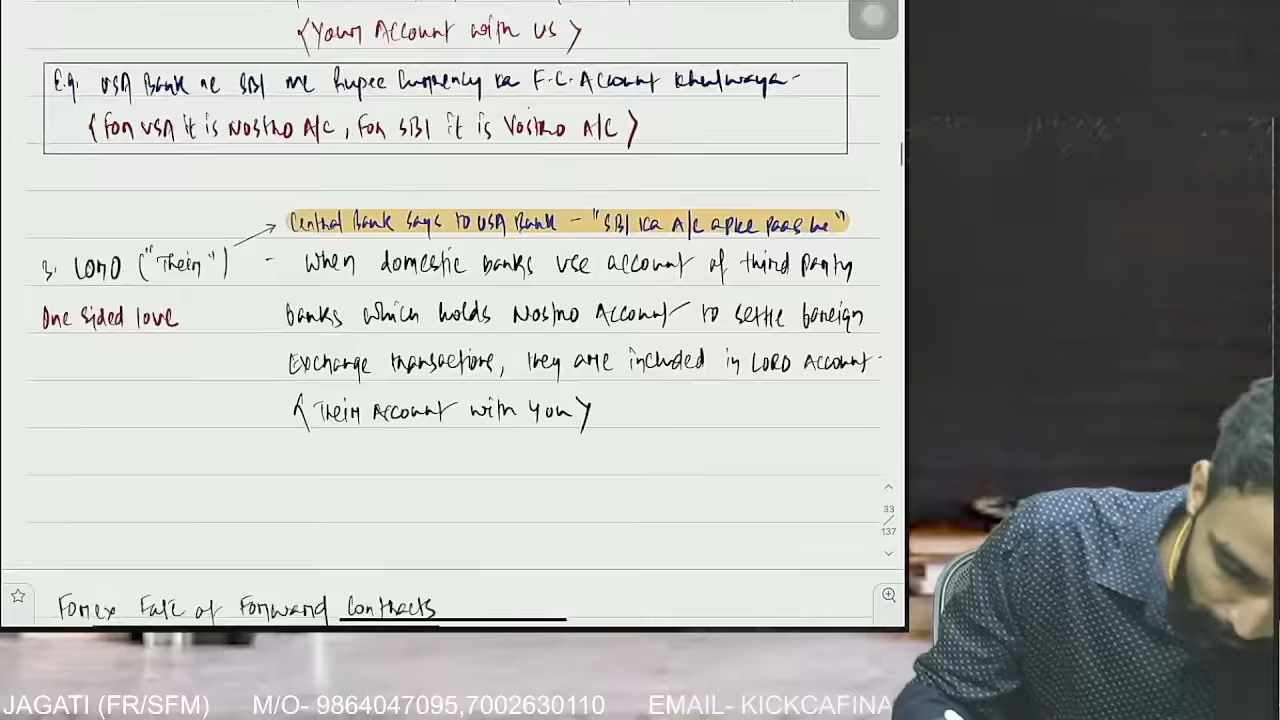 (Your Account with us)
E.g. USA Bank ne SBI me Rupee Currency ka F.C. Account khulwaya.
(For USA it is Nostro A/C, For SBI it is Vostro A/C)
Central Bank says to USA Bank - "SBI ka A/C apke paas he"
3. LORO ("Their") - When domestic banks use account of third party
One sided love banks which holds Nostro Account to settle foreign
Exchange transactions, they are included in LORO Account.
(Their Account with You)
33
137
Forex Fate of Forward Contracts
JAGATI (FR/SFM) M/O- 9864047095,7002630110 EMAIL- KICKCAFINA